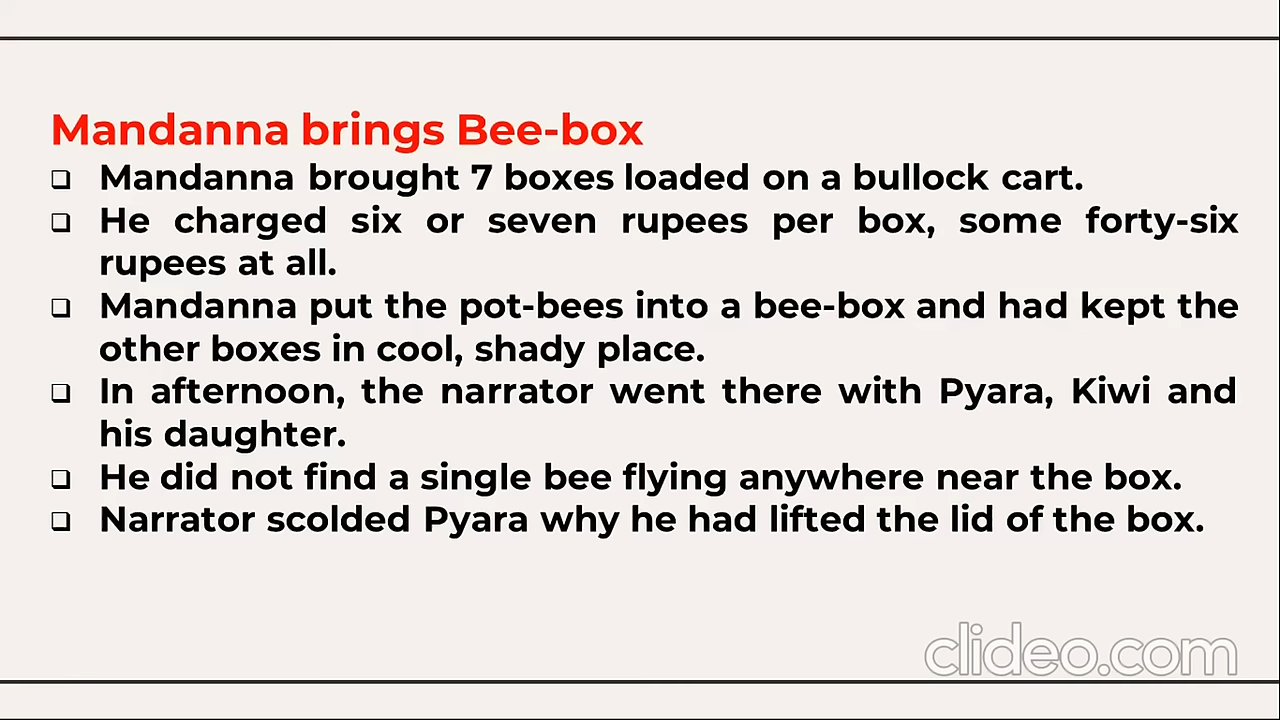 Mandanna brings Bee-box
❑ Mandanna brought 7 boxes loaded on a bullock cart.
❑ He charged six or seven rupees per box, some forty-six
rupees at all.
❑ Mandanna put the pot-bees into a bee-box and had kept the
other boxes in cool, shady place.
❑ In afternoon, the narrator went there with Pyara, Kiwi and
his daughter.
❑ He did not find a single bee flying anywhere near the box.
❑ Narrator scolded Pyara why he had lifted the lid of the box.
clideo.com